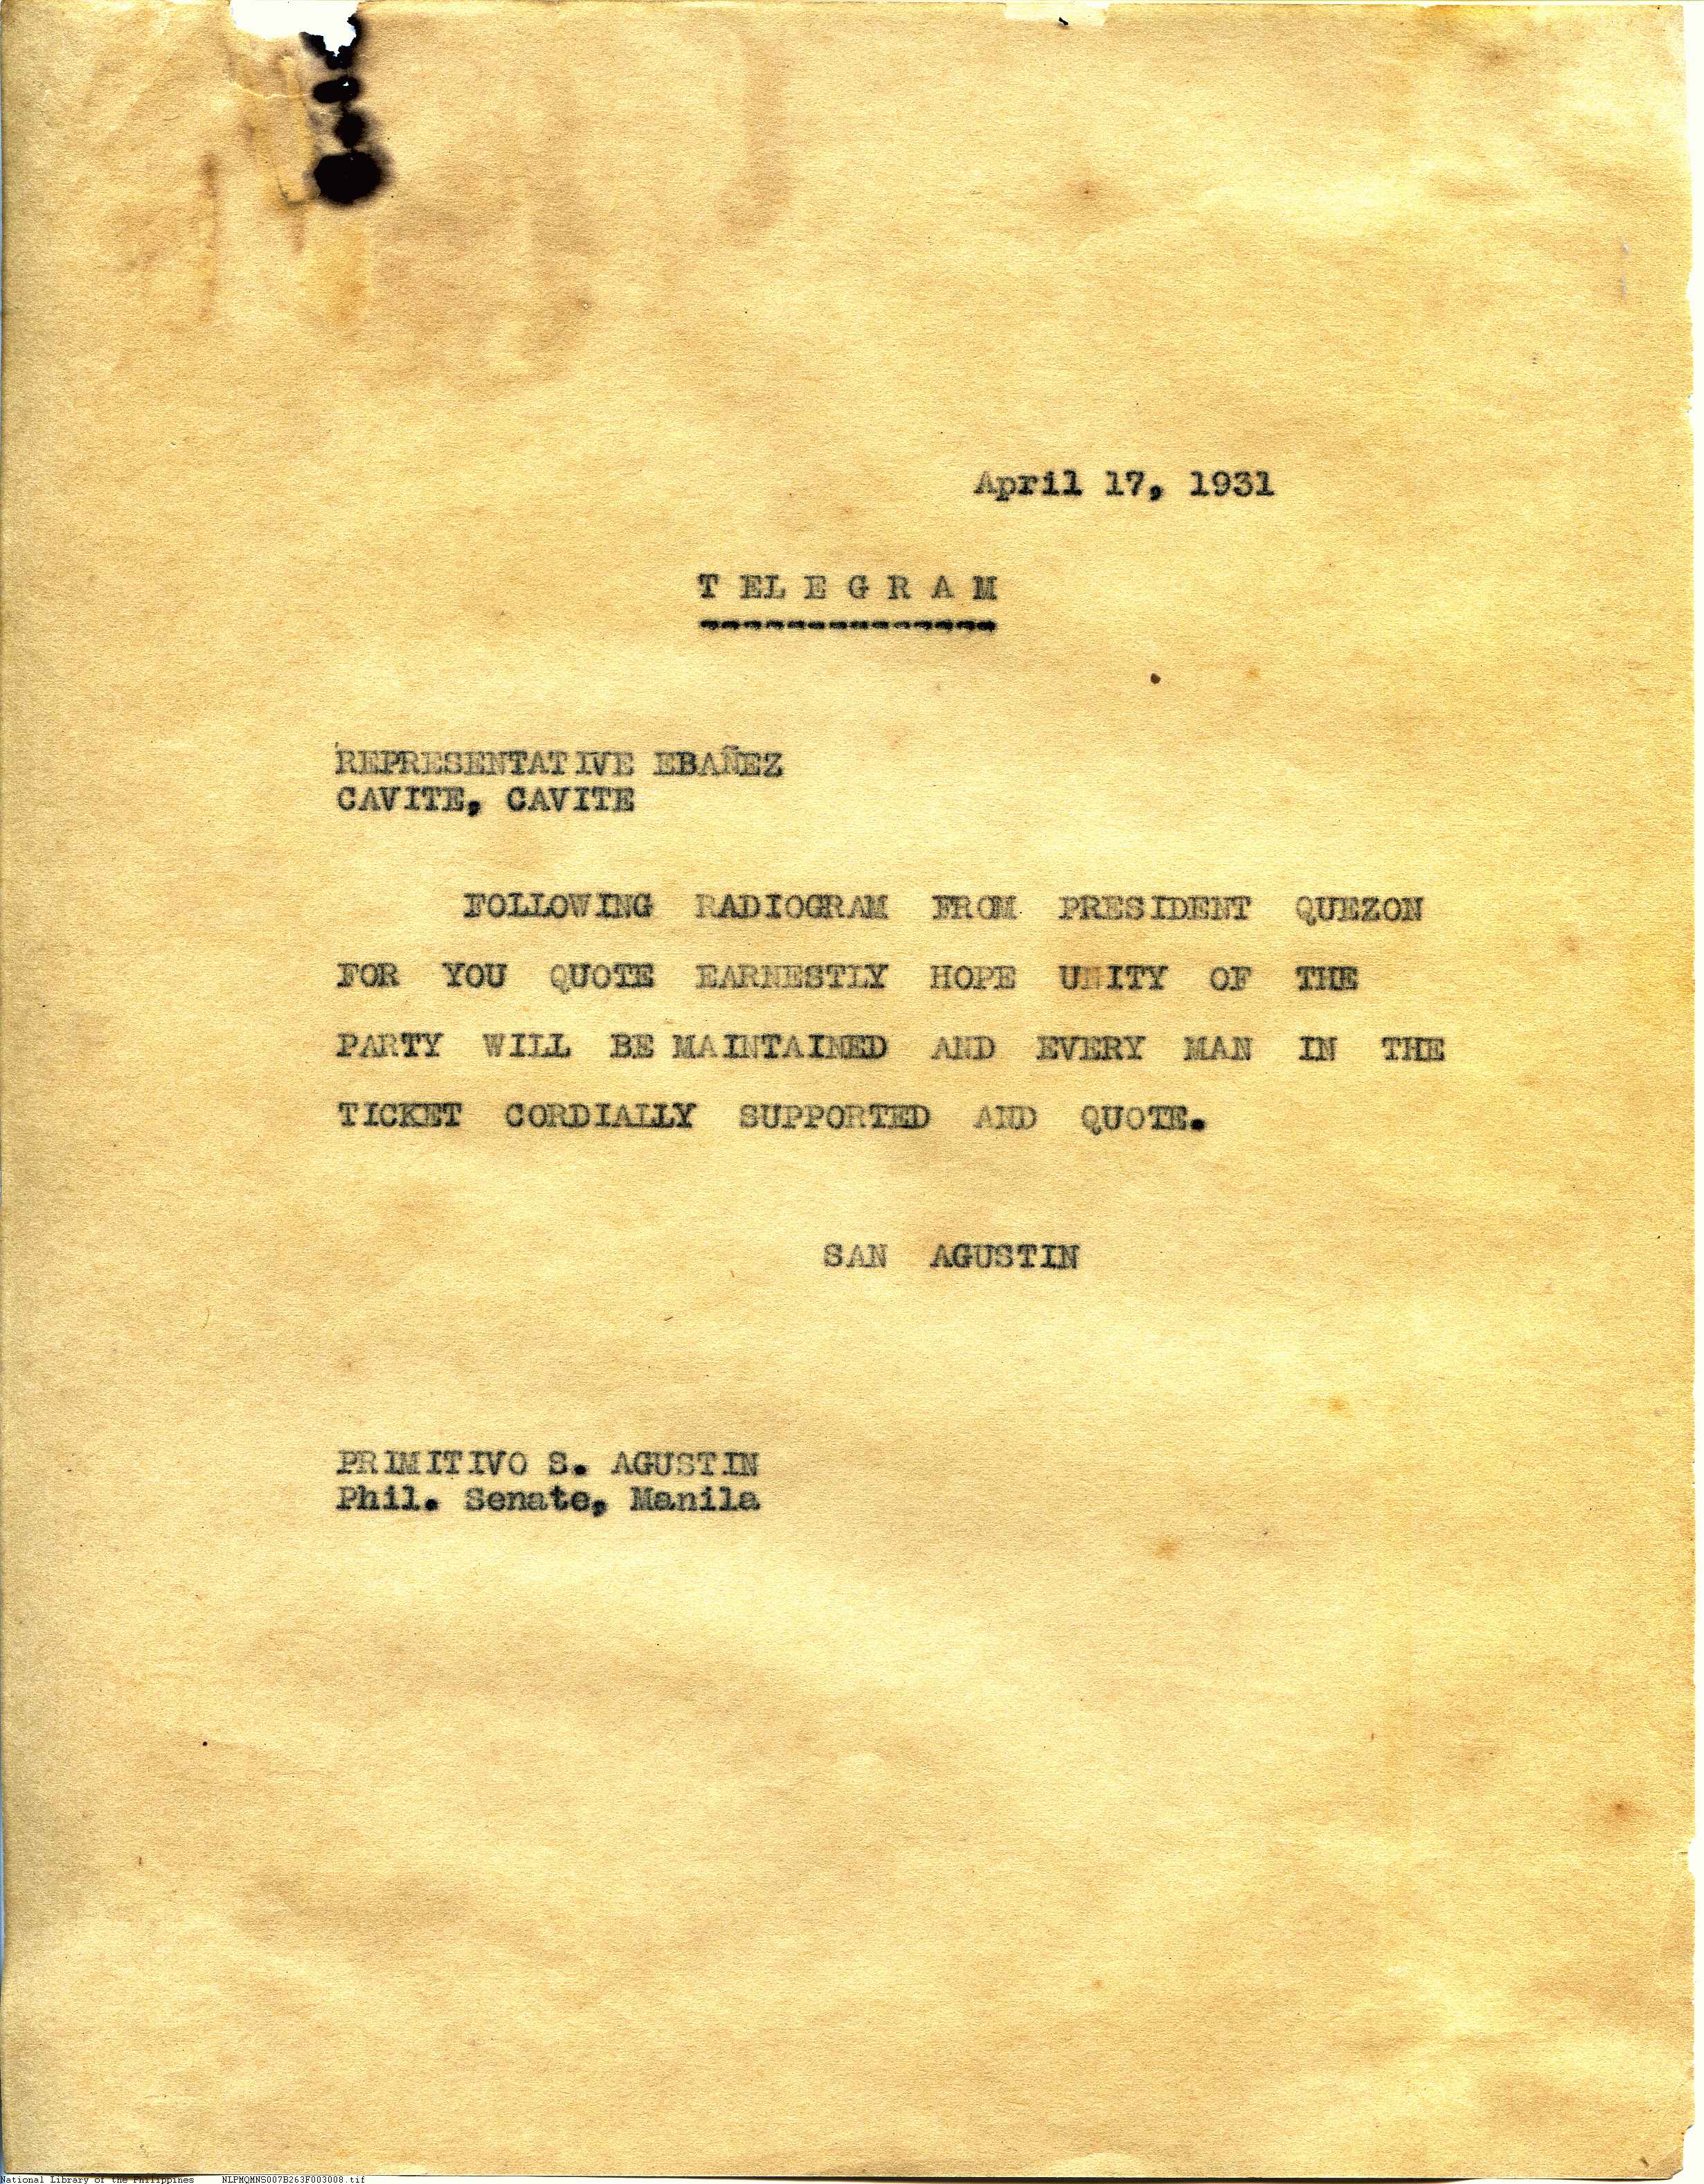 April 17, 1931
T EL E G R A M
REPRESENTATIVE EBAÑEZ
CAVITE, CAVITE
FOLLOWING RADIOGRAM FROM PRESIDENT QUEZON
FOR YOU QUOTE EARNESTLY HOPE UNITY OF THE
PARTY WILL BE MAINTAINED AND EVERY MAN IN THE
TICKET CORDIALLY SUPPORTED AND QUOTE.
SAN AGUSTIN
PRIMITIVO S. AGUSTIN
Phil. Senate, Manila
National Library of the Philippines NLPMQMNS007B263F003008.tif